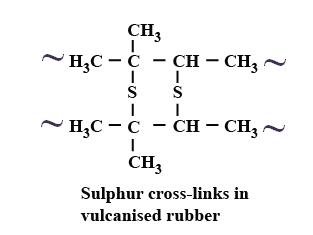 CH₃
~ H₃C – C – CH – CH₃ ~
S S
~ H₃C – C – CH – CH₃ ~
CH₃
Sulphur cross-links in
vulcanised rubber